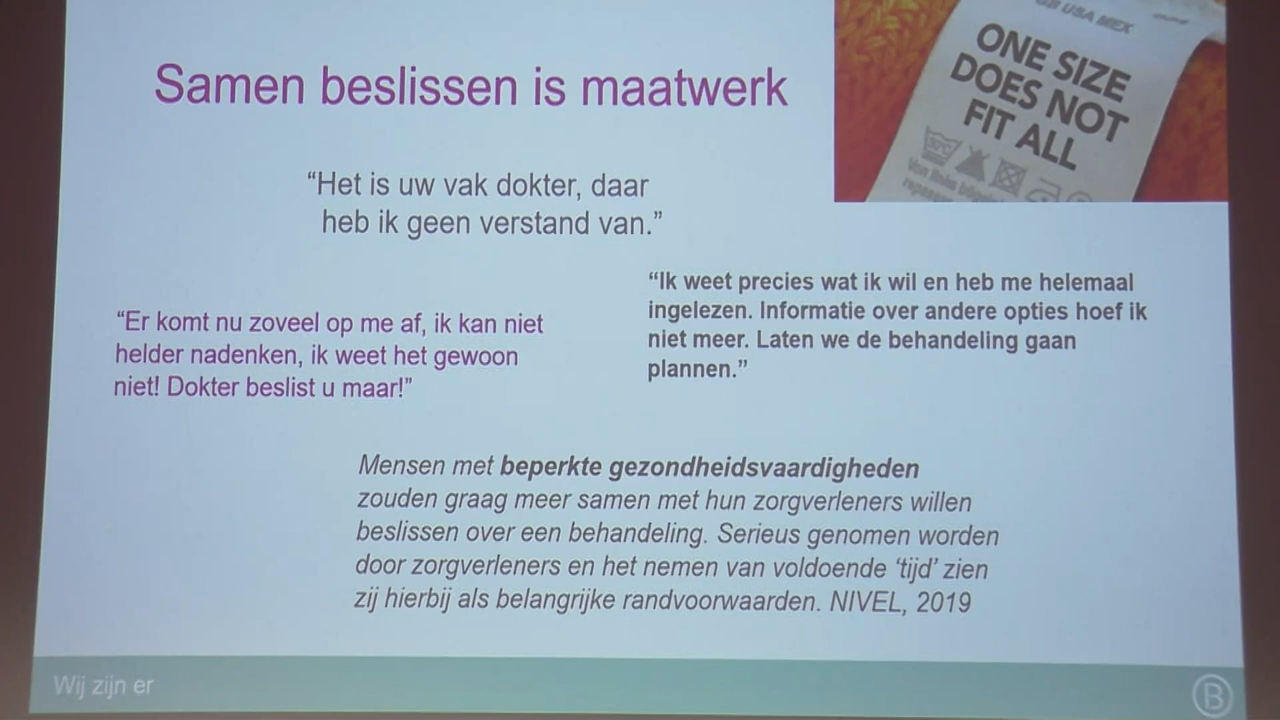 Samen beslissen is maatwerk
GB USA MEX
ONE SIZE
DOES NOT
FIT ALL
“Het is uw vak dokter, daar
heb ik geen verstand van.”
“Ik weet precies wat ik wil en heb me helemaal
ingelezen. Informatie over andere opties hoef ik
niet meer. Laten we de behandeling gaan
plannen.”
“Er komt nu zoveel op me af, ik kan niet
helder nadenken, ik weet het gewoon
niet! Dokter beslist u maar!”
Mensen met beperkte gezondheidsvaardigheden
zouden graag meer samen met hun zorgverleners willen
beslissen over een behandeling. Serieus genomen worden
door zorgverleners en het nemen van voldoende ‘tijd’ zien
zij hierbij als belangrijke randvoorwaarden. NIVEL, 2019
Wij zijn er
B